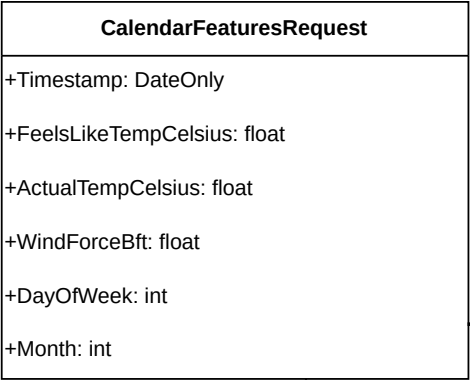 CalendarFeaturesRequest
+Timestamp: DateOnly
+FeelsLikeTempCelsius: float
+ActualTempCelsius: float
+WindForceBft: float
+DayOfWeek: int
+Month: int